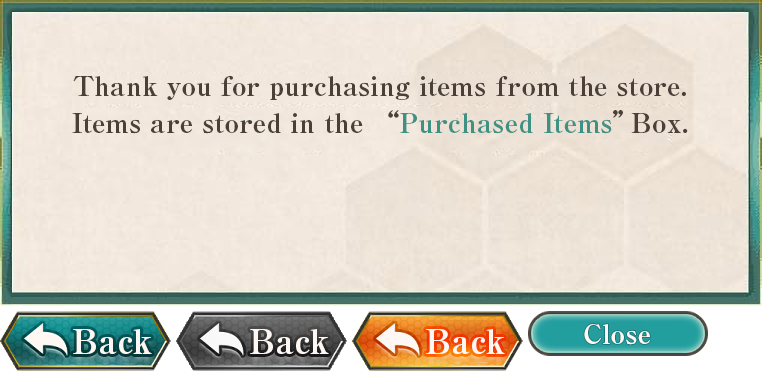 Thank you for purchasing items from the store.
Items are stored in the “Purchased Items” Box.
Back
Back
Back
Close